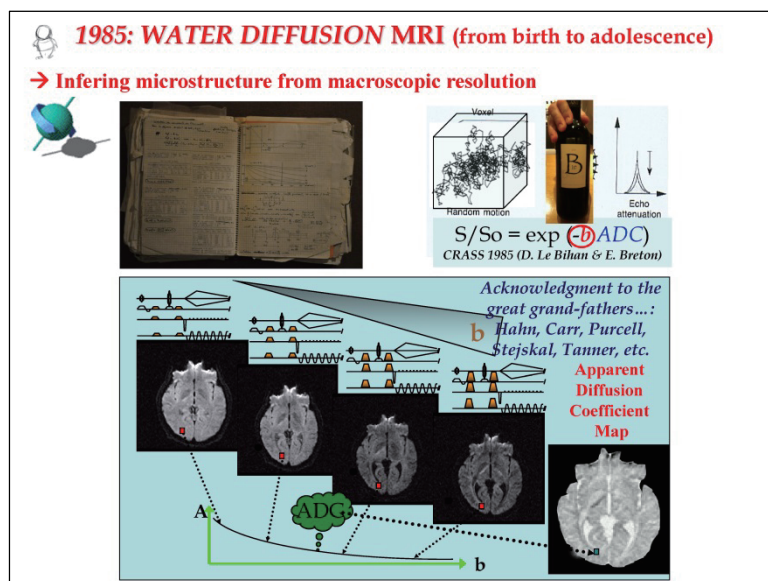 1985: WATER DIFFUSION MRI (from birth to adolescence)
→ Infering microstructure from macroscopic resolution
Voxel
Random motion
B
Echo
attenuation
S/So = exp (-b ADC)
CRASS 1985 (D. Le Bihan & E. Breton)
Acknowledgment to the
great grand-fathers…:
Hahn, Carr, Purcell,
Stejskal, Tanner, etc.
b
Apparent
Diffusion
Coefficient
Map
A
ADC
b